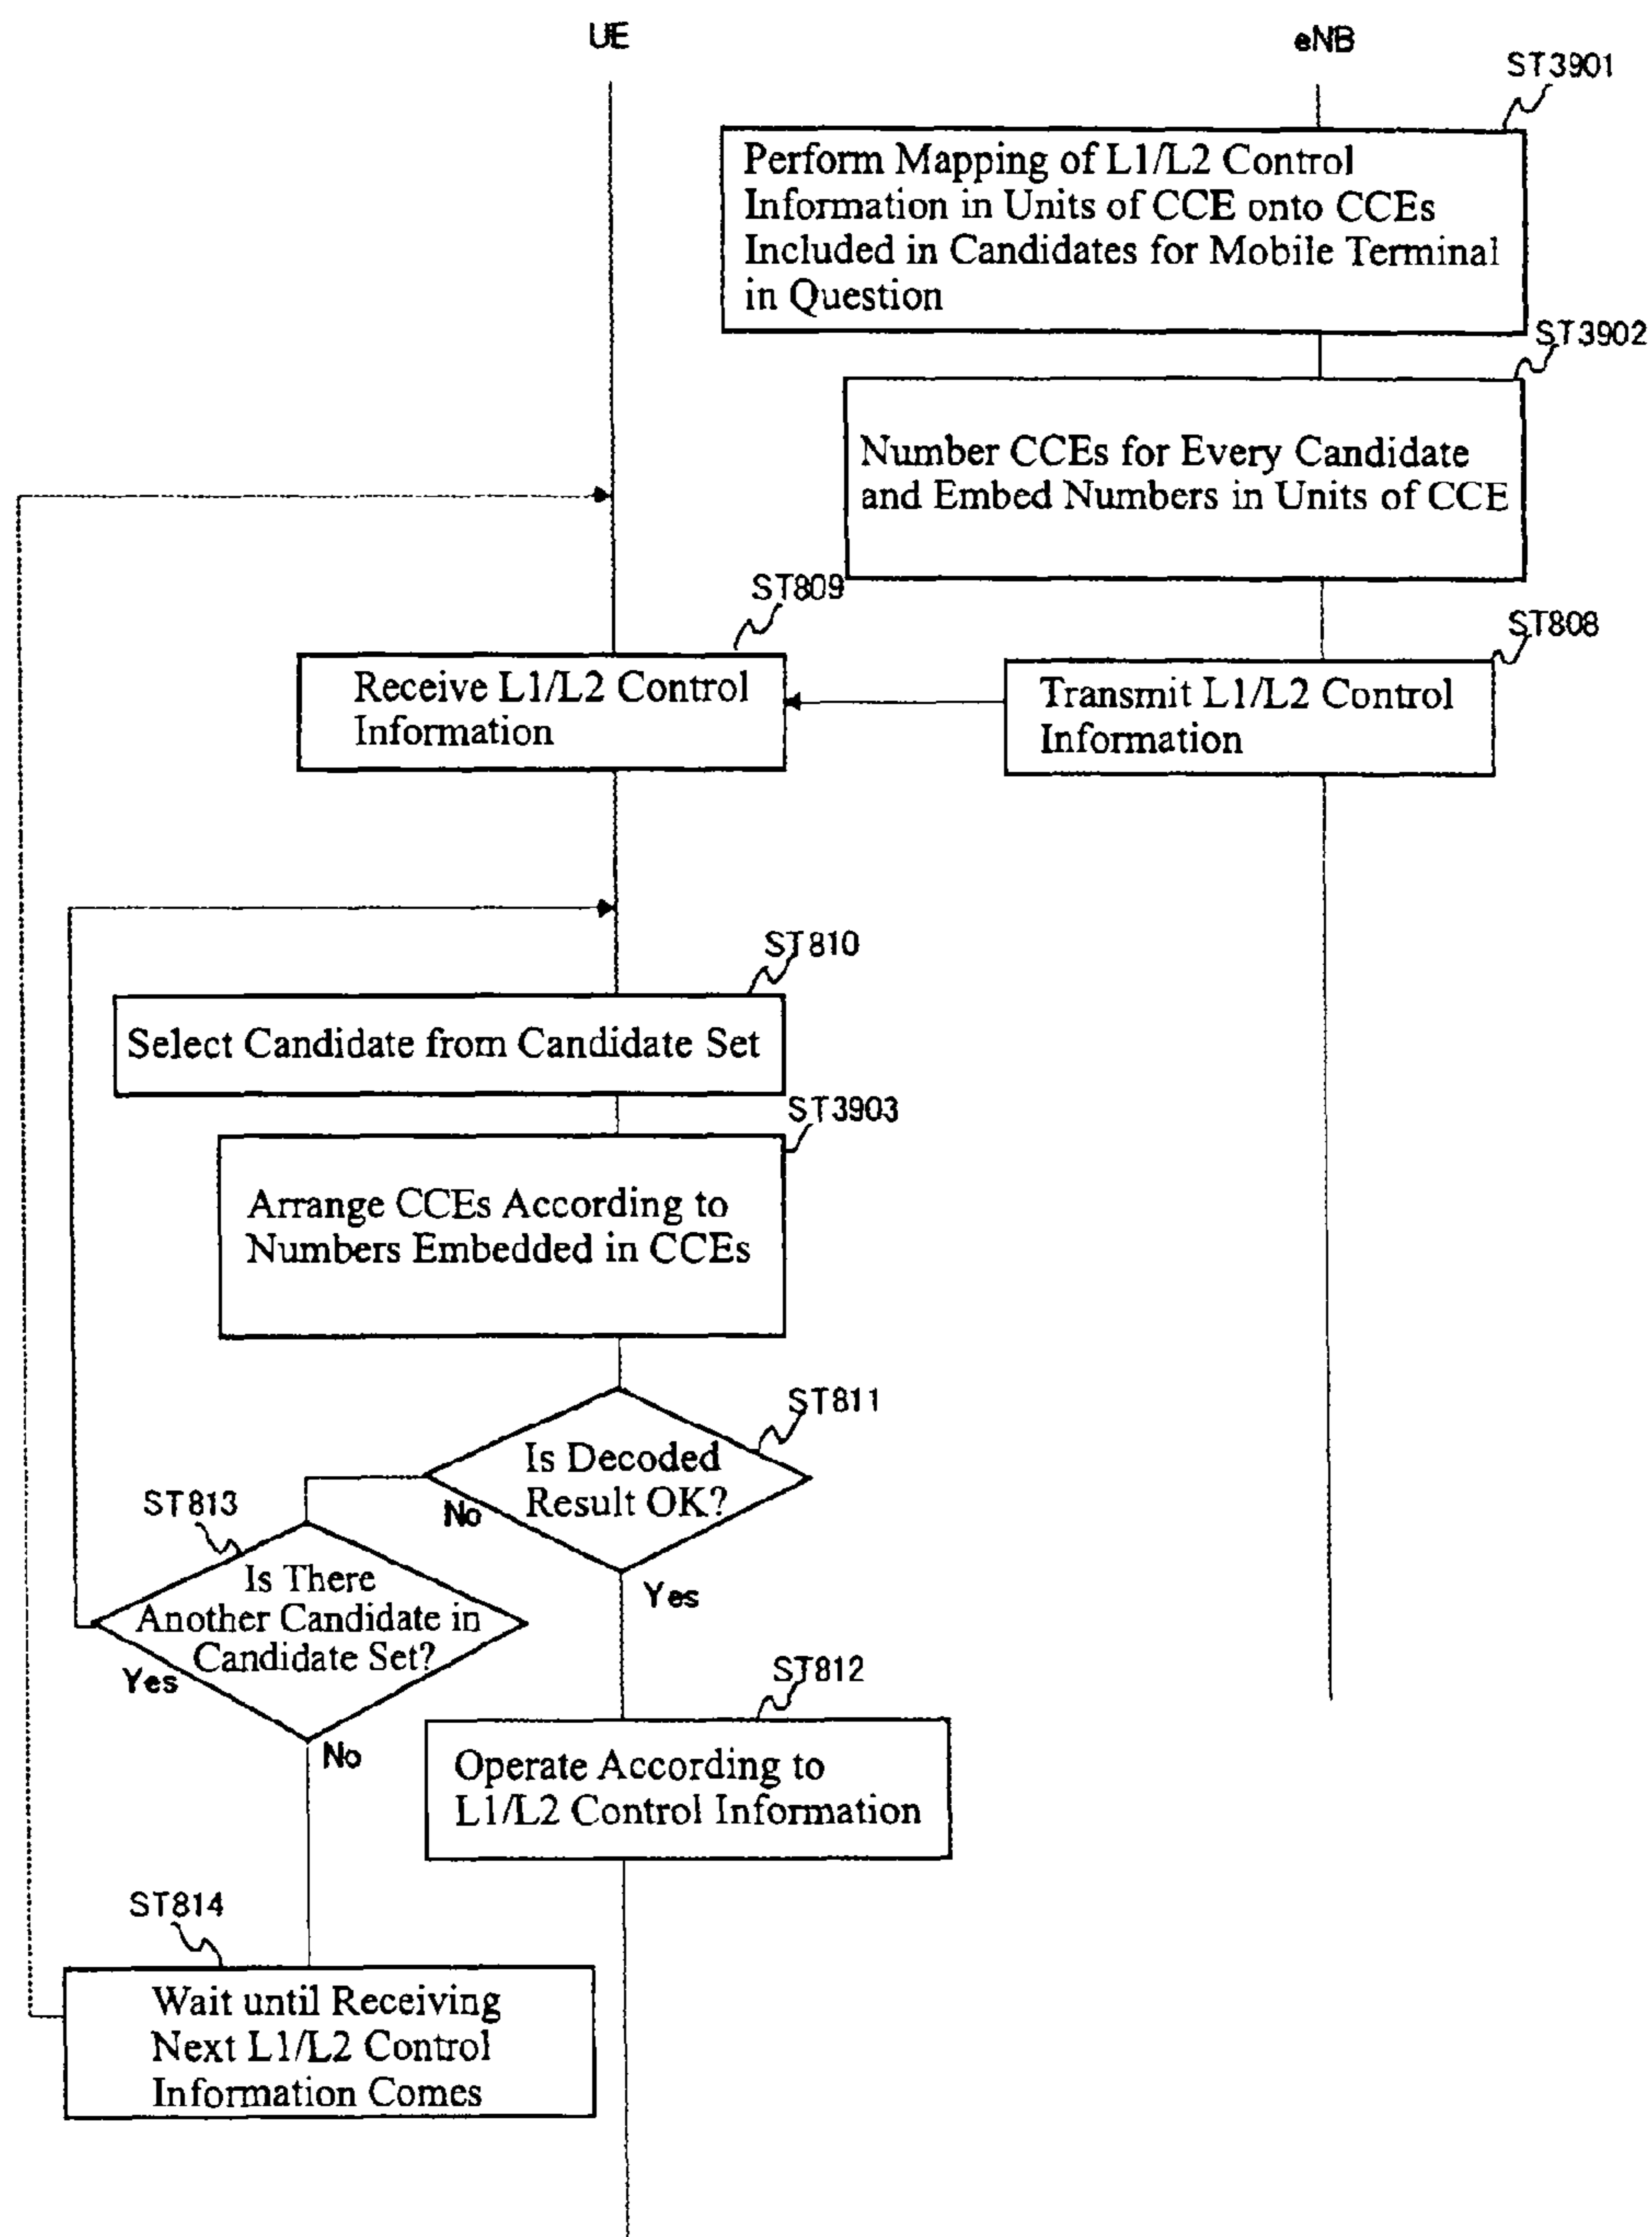 UE
eNB
ST3901
Perform Mapping of L1/L2 Control
Information in Units of CCE onto CCEs
Included in Candidates for Mobile Terminal
in Question
ST3902
Number CCEs for Every Candidate
and Embed Numbers in Units of CCE
ST809
ST808
Receive L1/L2 Control
Information
Transmit L1/L2 Control
Information
ST810
Select Candidate from Candidate Set
ST3903
Arrange CCEs According to
Numbers Embedded in CCEs
ST811
Is Decoded
Result OK?
No
Yes
ST813
Is There
Another Candidate in
Candidate Set?
Yes
No
ST812
Operate According to
L1/L2 Control Information
ST814
Wait until Receiving
Next L1/L2 Control
Information Comes